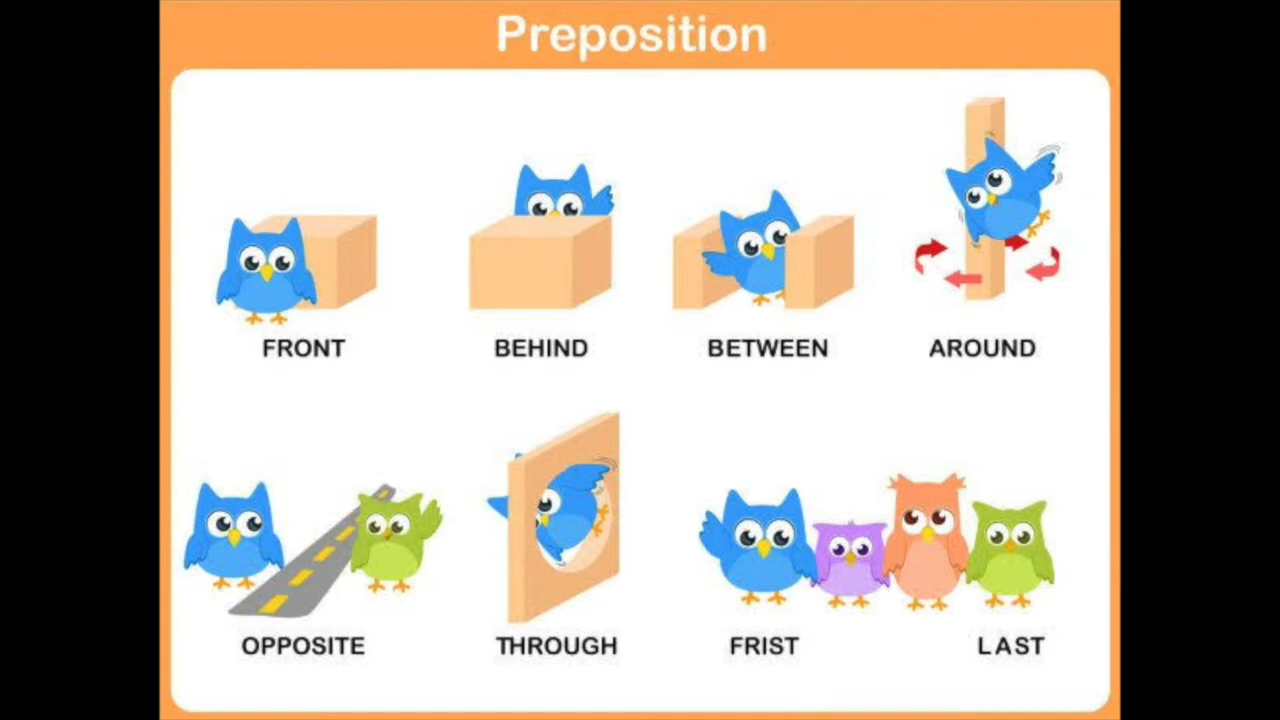 Preposition
FRONT BEHIND BETWEEN AROUND
OPPOSITE THROUGH FRIST LAST